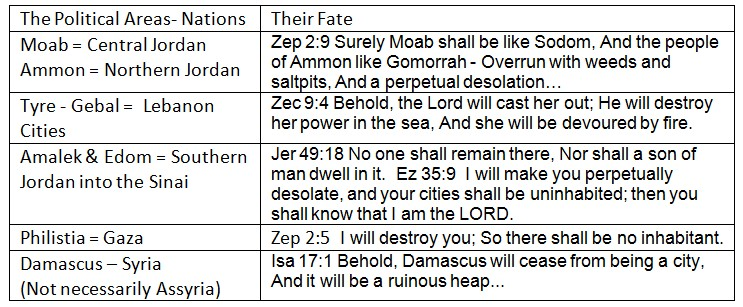 The Political Areas- Nations
Their Fate
Moab = Central Jordan
Ammon = Northern Jordan
Zep 2:9 Surely Moab shall be like Sodom, And the people
of Ammon like Gomorrah - Overrun with weeds and
saltpits, And a perpetual desolation…
Tyre - Gebal = Lebanon
Cities
Zec 9:4 Behold, the Lord will cast her out; He will destroy
her power in the sea, And she will be devoured by fire.
Amalek & Edom = Southern
Jordan into the Sinai
Jer 49:18 No one shall remain there, Nor shall a son of
man dwell in it. Ez 35:9 I will make you perpetually
desolate, and your cities shall be uninhabited; then you
shall know that I am the LORD.
Philistia = Gaza
Zep 2:5 I will destroy you; So there shall be no inhabitant.
Damascus – Syria
(Not necessarily Assyria)
Isa 17:1 Behold, Damascus will cease from being a city,
And it will be a ruinous heap...